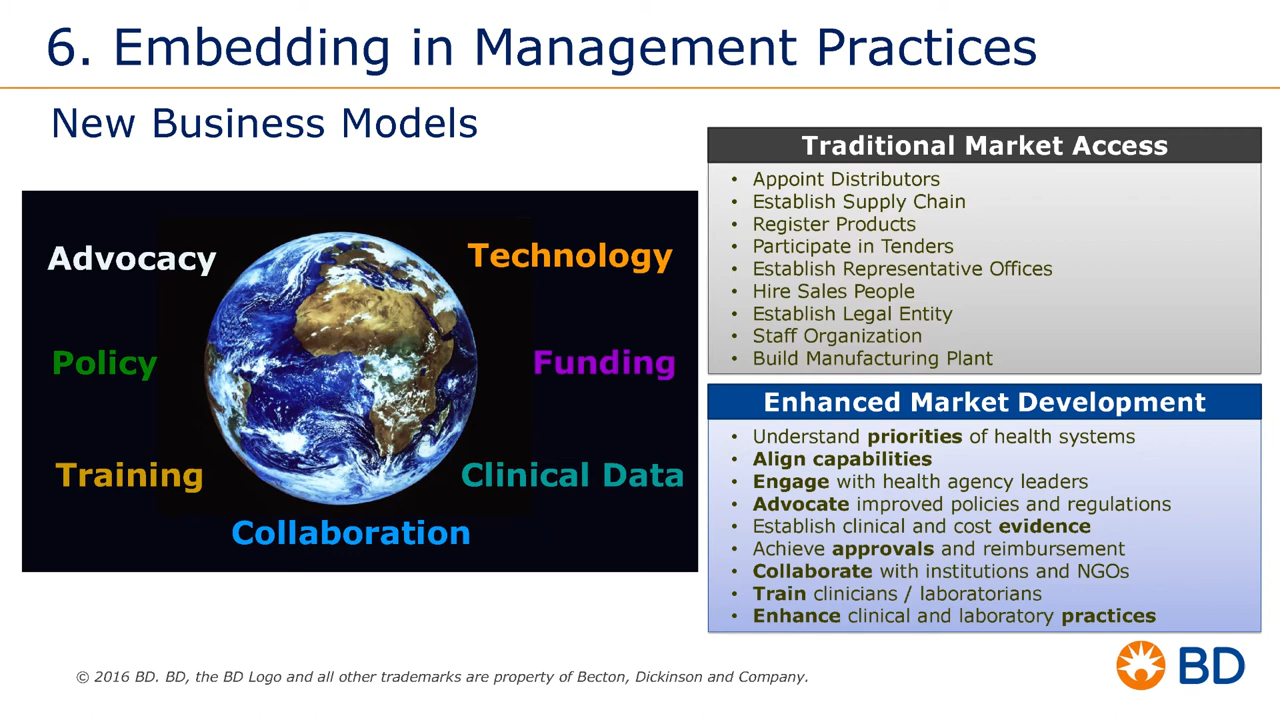 6. Embedding in Management Practices
New Business Models
Advocacy
Technology
Policy
Funding
Training
Clinical Data
Collaboration
Traditional Market Access
• Appoint Distributors
• Establish Supply Chain
• Register Products
• Participate in Tenders
• Establish Representative Offices
• Hire Sales People
• Establish Legal Entity
• Staff Organization
• Build Manufacturing Plant
Enhanced Market Development
• Understand priorities of health systems
• Align capabilities
• Engage with health agency leaders
• Advocate improved policies and regulations
• Establish clinical and cost evidence
• Achieve approvals and reimbursement
• Collaborate with institutions and NGOs
• Train clinicians / laboratorians
• Enhance clinical and laboratory practices
© 2016 BD. BD, the BD Logo and all other trademarks are property of Becton, Dickinson and Company.
BD